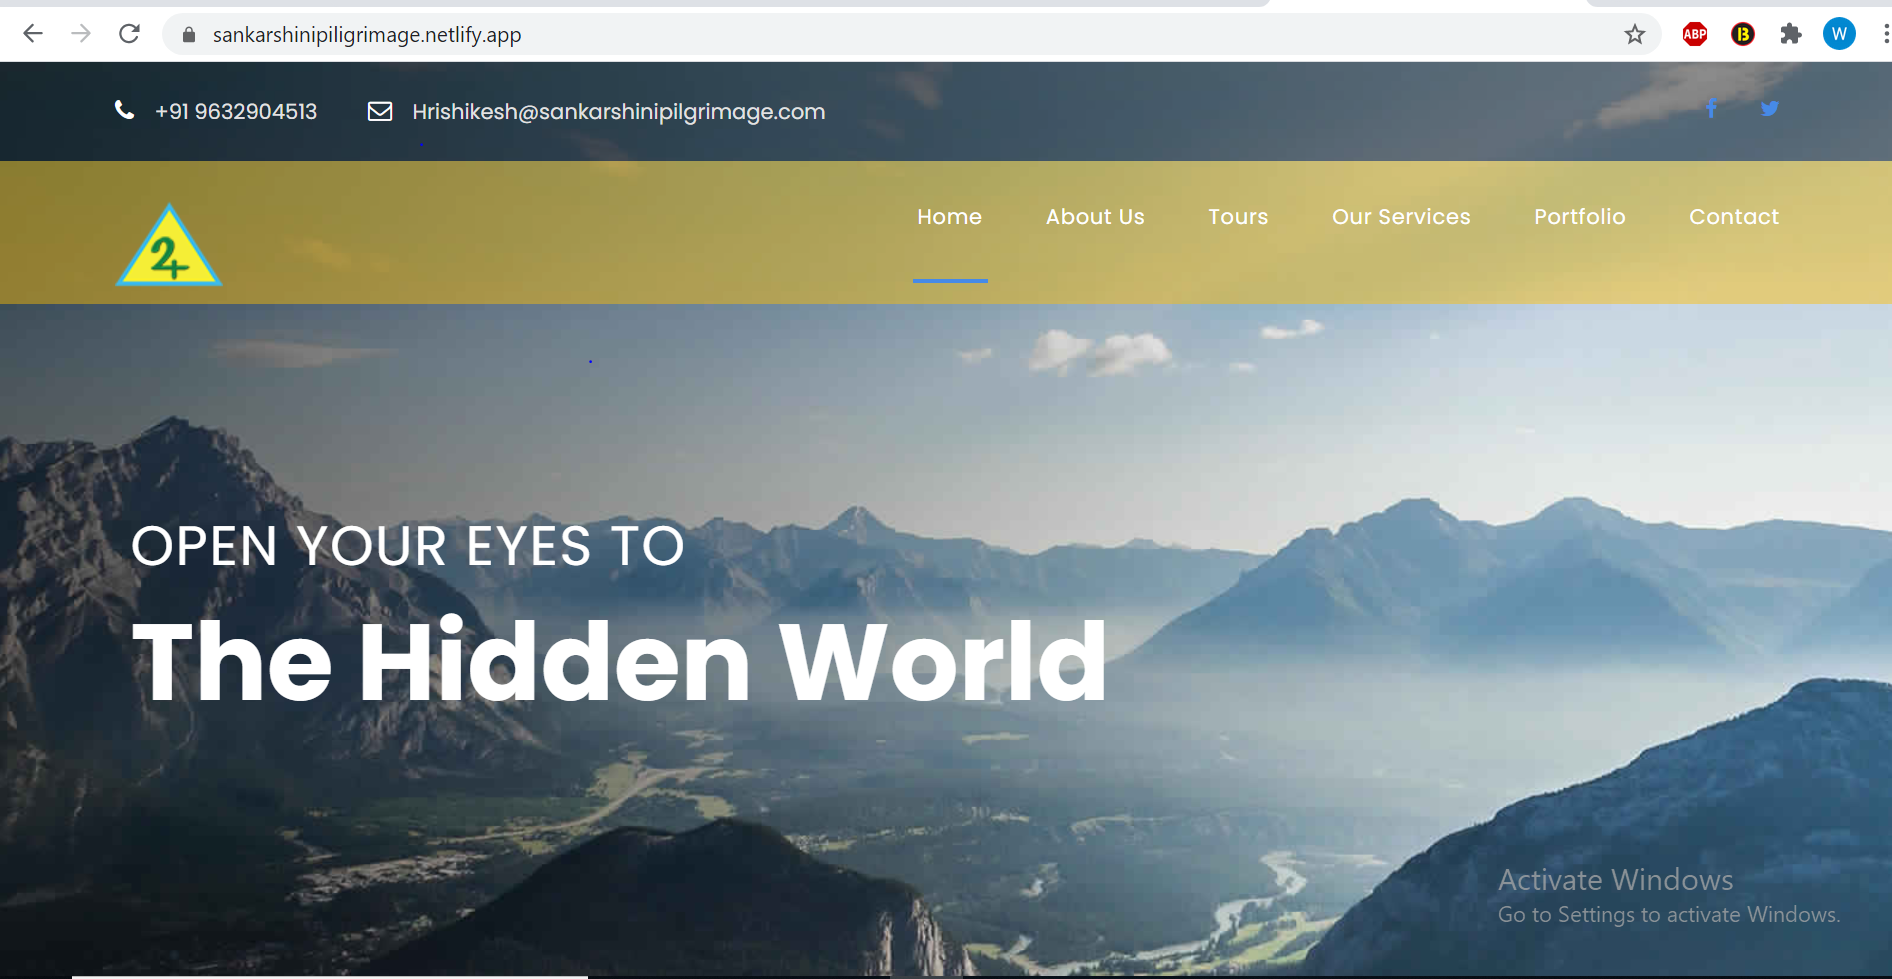 sankarshinipiligrimage.netlify.app
ABP
B
W
+91 9632904513
Hrishikesh@sankarshinipilgrimage.com
Home
About Us
Tours
Our Services
Portfolio
Contact
OPEN YOUR EYES TO
The Hidden World
Activate Windows
Go to Settings to activate Windows.